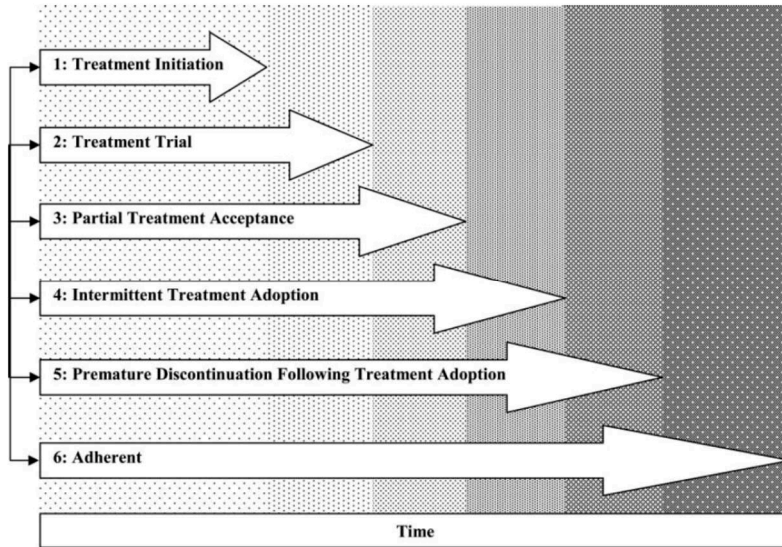 1: Treatment Initiation
2: Treatment Trial
3: Partial Treatment Acceptance
4: Intermittent Treatment Adoption
5: Premature Discontinuation Following Treatment Adoption
6: Adherent
Time